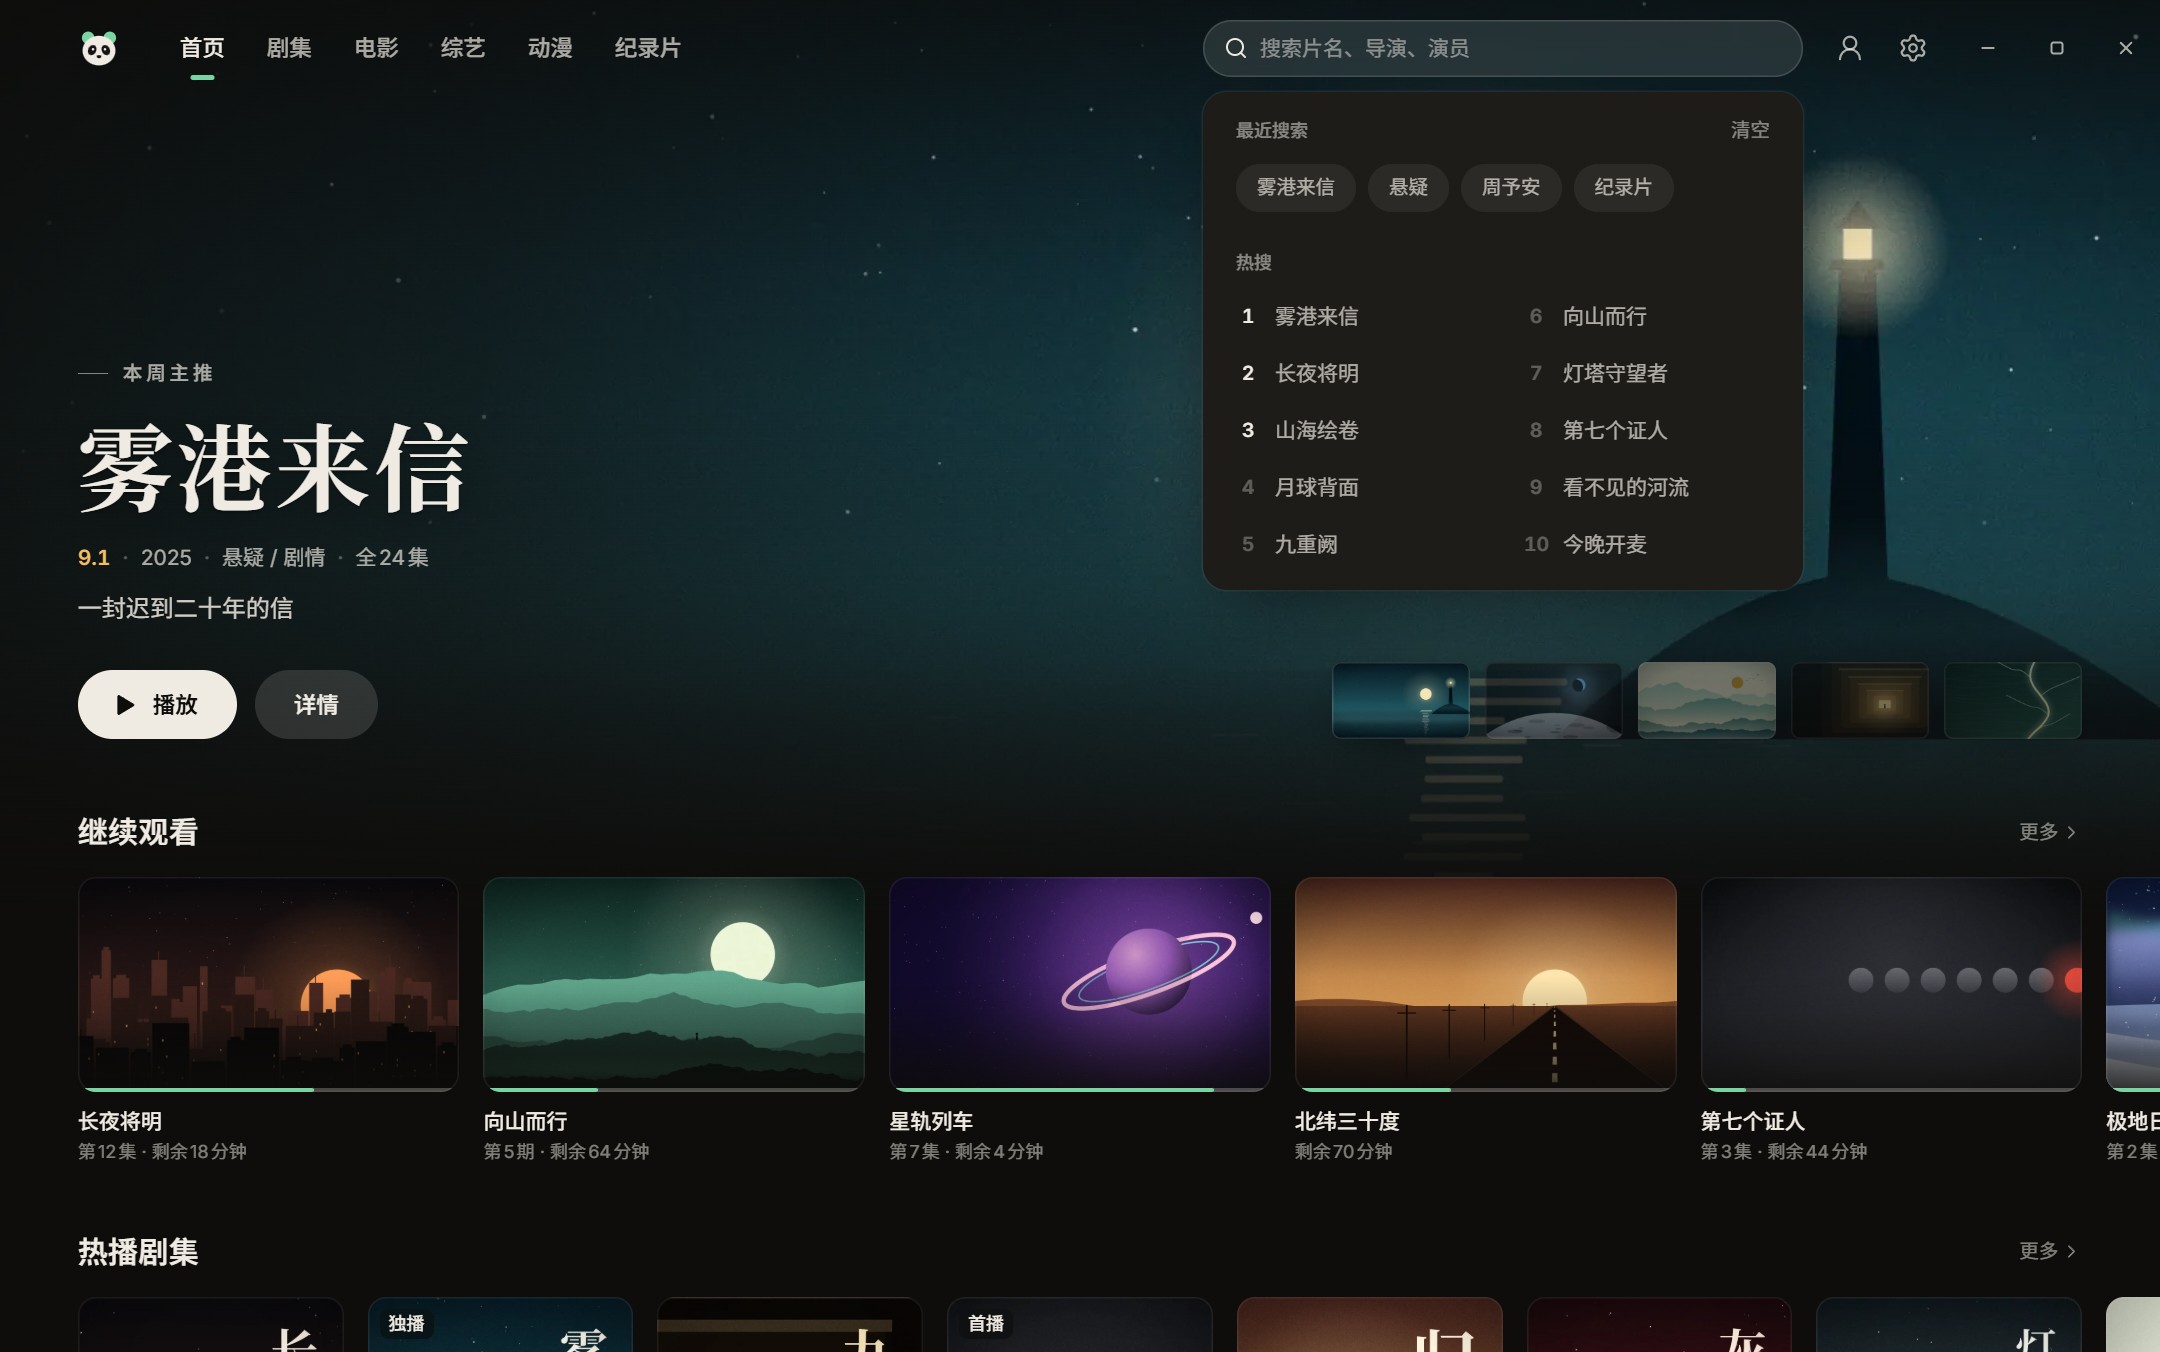 首页 剧集 电影 综艺 动漫 纪录片
搜索片名、导演、演员
最近搜索 清空
雾港来信 悬疑 周予安 纪录片
热搜
1 雾港来信 6 向山而行
2 长夜将明 7 灯塔守望者
3 山海绘卷 8 第七个证人
4 月球背面 9 看不见的河流
5 九重阙 10 今晚开麦
本周主推
雾港来信
9.1 · 2025 · 悬疑 / 剧情 · 全24集
一封迟到二十年的信
播放 详情
继续观看 更多
长夜将明 向山而行 星轨列车 北纬三十度 第七个证人
第12集 · 剩余18分钟 第5期 · 剩余64分钟 第7集 · 剩余4分钟 剩余70分钟 第3集 · 剩余44分钟 第2集
热播剧集 更多
独播 首播